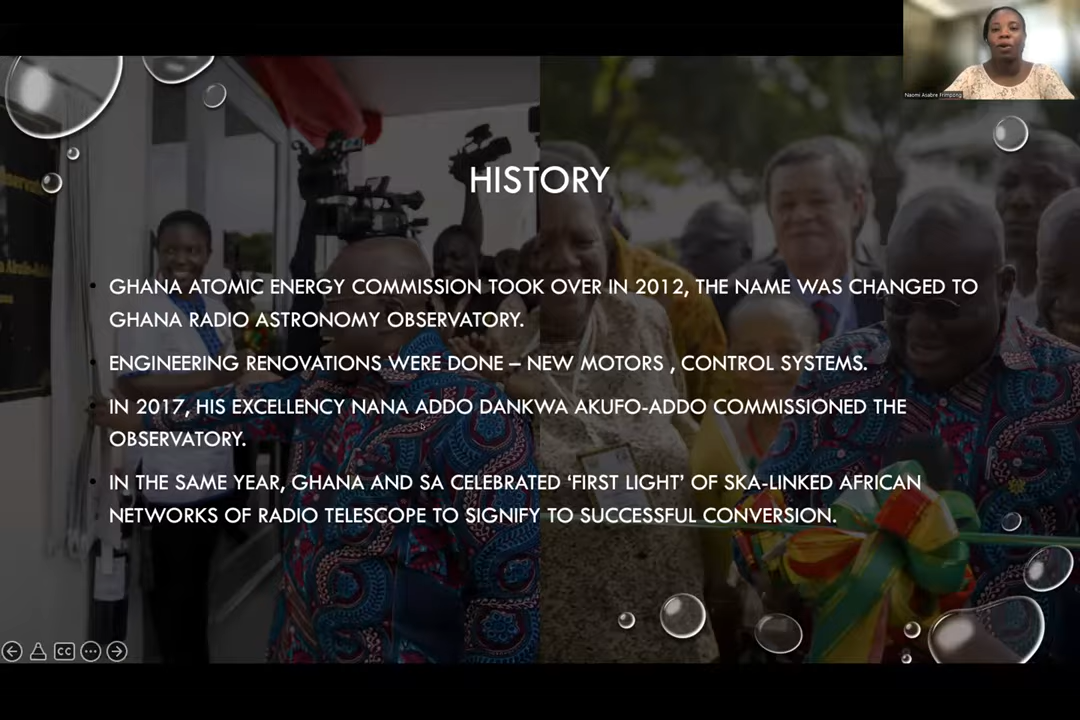 Naomi Asabre Frimpong
HISTORY
• GHANA ATOMIC ENERGY COMMISSION TOOK OVER IN 2012, THE NAME WAS CHANGED TO
GHANA RADIO ASTRONOMY OBSERVATORY.
• ENGINEERING RENOVATIONS WERE DONE – NEW MOTORS , CONTROL SYSTEMS.
• IN 2017, HIS EXCELLENCY NANA ADDO DANKWA AKUFO-ADDO COMMISSIONED THE
OBSERVATORY.
• IN THE SAME YEAR, GHANA AND SA CELEBRATED ‘FIRST LIGHT’ OF SKA-LINKED AFRICAN
NETWORKS OF RADIO TELESCOPE TO SIGNIFY TO SUCCESSFUL CONVERSION.
CC